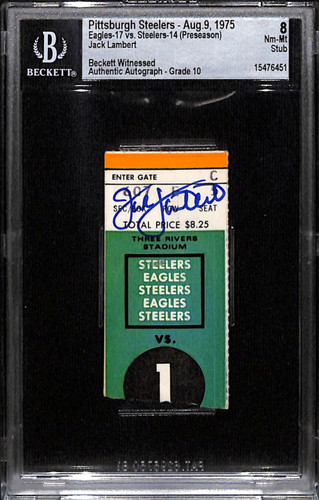 Pittsburgh Steelers - Aug.9, 1975
Eagles-17 vs. Steelers-14 (Preseason)
Jack Lambert
Beckett Witnessed
Authentic Autograph - Grade 10
8
Nm-Mt
Stub
15476451
BECKETT
ENTER GATE C
Jack Lambert
SEAT
TOTAL PRICE $8.25
THREE RIVERS
STADIUM
STEELERS
EAGLES
STEELERS
EAGLES
STEELERS
VS.
1